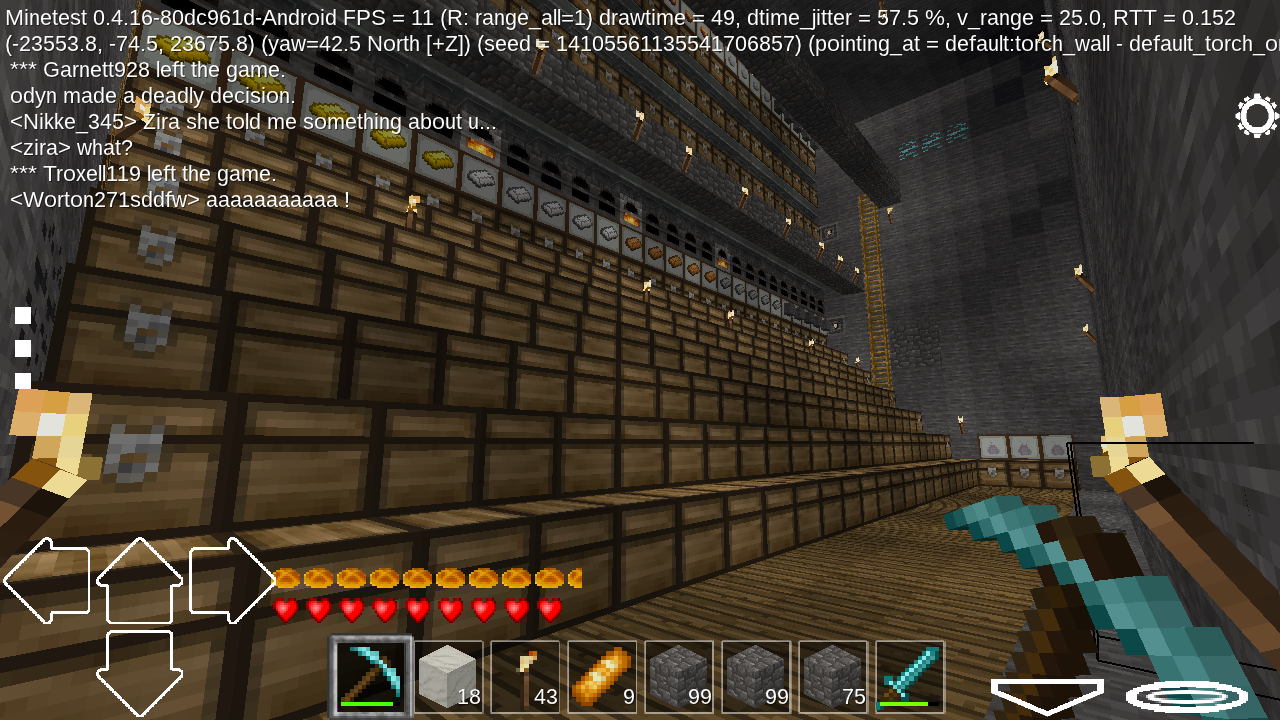 Minetest 0.4.16-80dc961d-Android FPS = 11 (R: range_all=1) drawtime = 49, dtime_jitter = 57.5 %, v_range = 25.0, RTT = 0.152
(-23553.8, -74.5, 23675.8) (yaw=42.5 North [+Z]) (seed = 14105561135541706857) (pointing_at = default:torch_wall - default_torch_o
*** Garnett928 left the game.
odyn made a deadly decision.
<Nikke_345> Zira she told me something about u...
<zira> what?
*** Troxell119 left the game.
<Worton271sddfw> aaaaaaaaaaa !
18 43 9 99 99 75